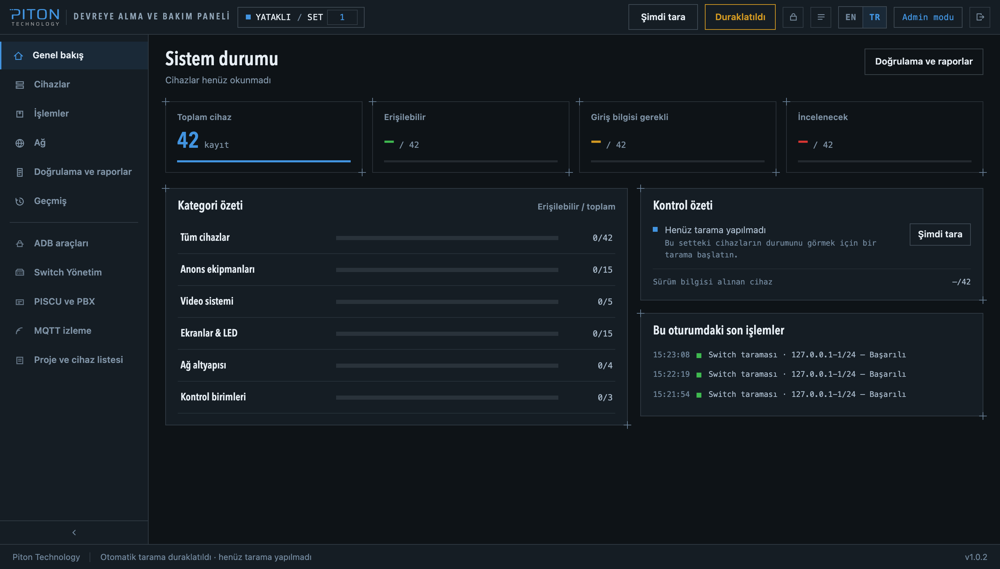 PITON
TECHNOLOGY
DEVREYE ALMA VE BAKIM PANELİ
YATAKLI / SET 1
Şimdi tara
Duraklatıldı
EN
TR
Admin modu
Genel bakış
Cihazlar
İşlemler
Ağ
Doğrulama ve raporlar
Geçmiş
ADB araçları
Switch Yönetim
PISCU ve PBX
MQTT izleme
Proje ve cihaz listesi
Sistem durumu
Cihazlar henüz okunmadı
Doğrulama ve raporlar
Toplam cihaz
42 kayıt
Erişilebilir
— / 42
Giriş bilgisi gerekli
— / 42
İncelenecek
— / 42
Kategori özeti
Erişilebilir / toplam
Tüm cihazlar 0/42
Anons ekipmanları 0/15
Video sistemi 0/5
Ekranlar & LED 0/15
Ağ altyapısı 0/4
Kontrol birimleri 0/3
Kontrol özeti
Henüz tarama yapılmadı
Bu setteki cihazların durumunu görmek için bir
tarama başlatın.
Şimdi tara
Sürüm bilgisi alınan cihaz —/42
Bu oturumdaki son işlemler
15:23:08 Switch taraması · 127.0.0.1–1/24 — Başarılı
15:22:19 Switch taraması · 127.0.0.1–1/24 — Başarılı
15:21:54 Switch taraması · 127.0.0.1–1/24 — Başarılı
Piton Technology
Otomatik tarama duraklatıldı · henüz tarama yapılmadı
v1.0.2